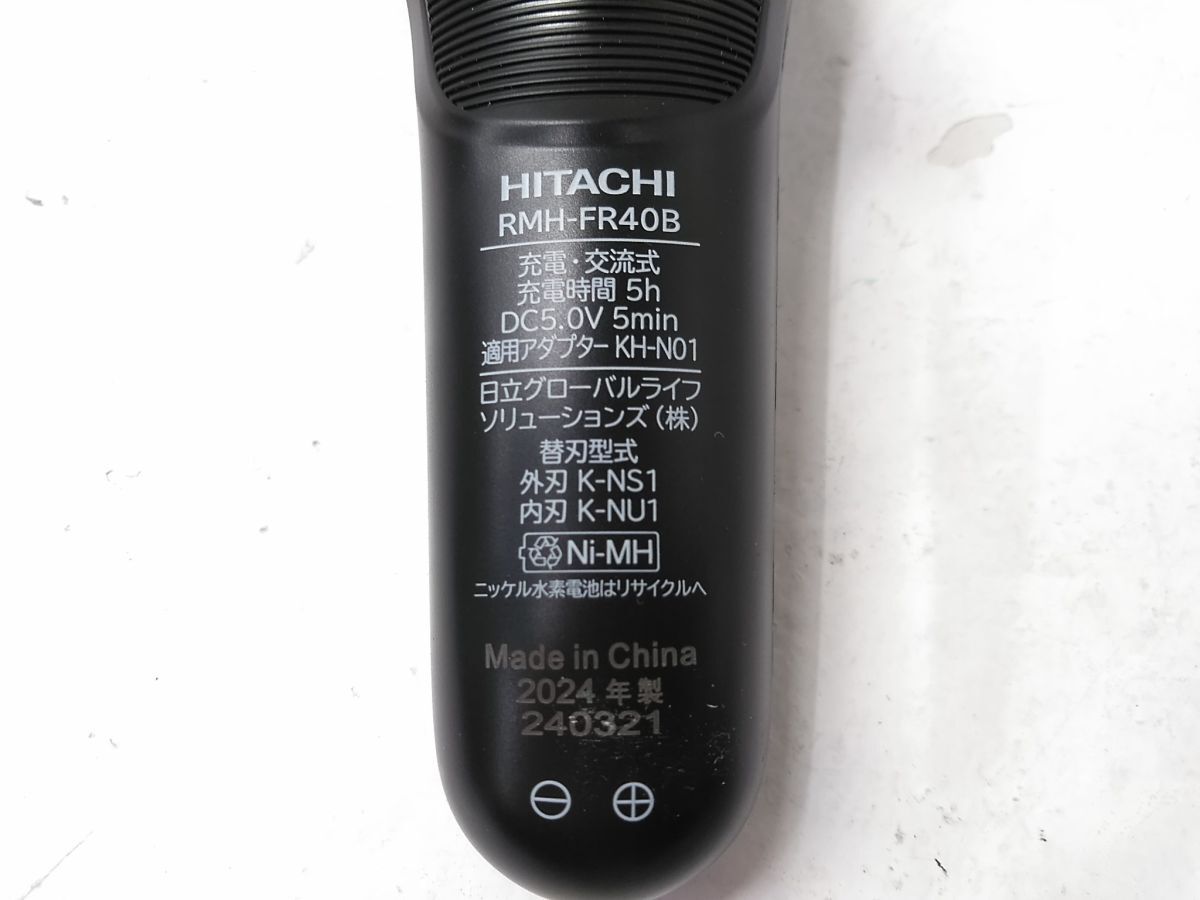 HITACHI
RMH-FR40B
充電・交流式
充電時間 5h
DC5.0V 5min
適用アダプター KH-N01
日立グローバルライフ
ソリューションズ(株)
替刃型式
外刃 K-NS1
内刃 K-NU1
Ni-MH
ニッケル水素電池はリサイクルへ
Made in China
2024 年 製
240321